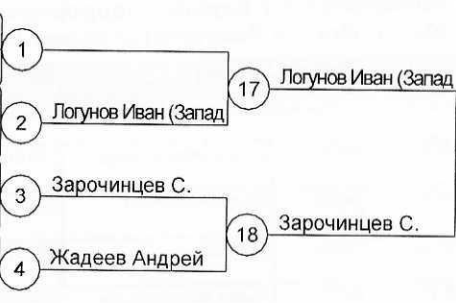 1
17
Логунов Иван (Запад
2
Логунов Иван (Запад
3
Зарочинцев С.
18
Зарочинцев С.
4
Жадеев Андрей